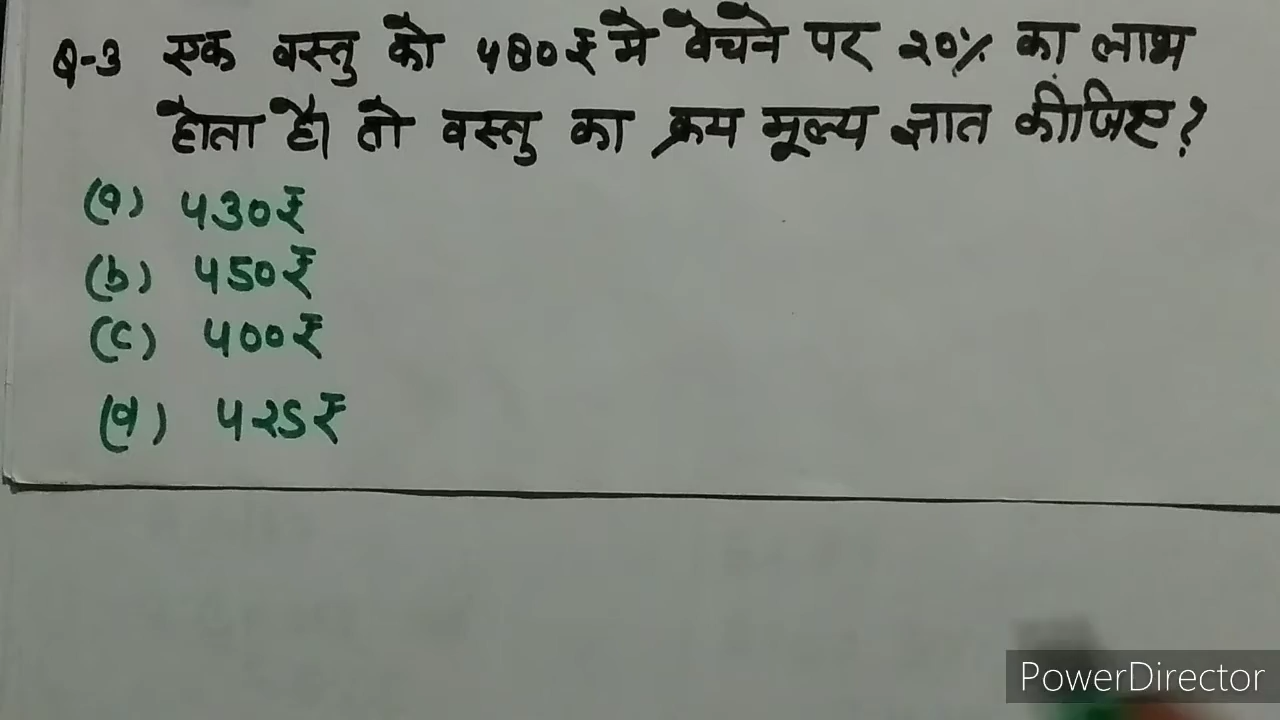 Q-3 एक वस्तु को 480₹ मे बेचने पर 20% का लाभ
होता है। तो वस्तु का क्रय मूल्य ज्ञात कीजिए?
(a) 430₹
(b) 450₹
(c) 400₹
(d) 425₹
PowerDirector